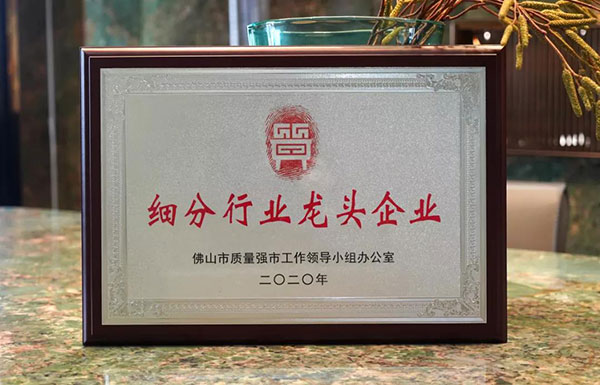 细分行业龙头企业
佛山市质量强市工作领导小组办公室
二〇二〇年